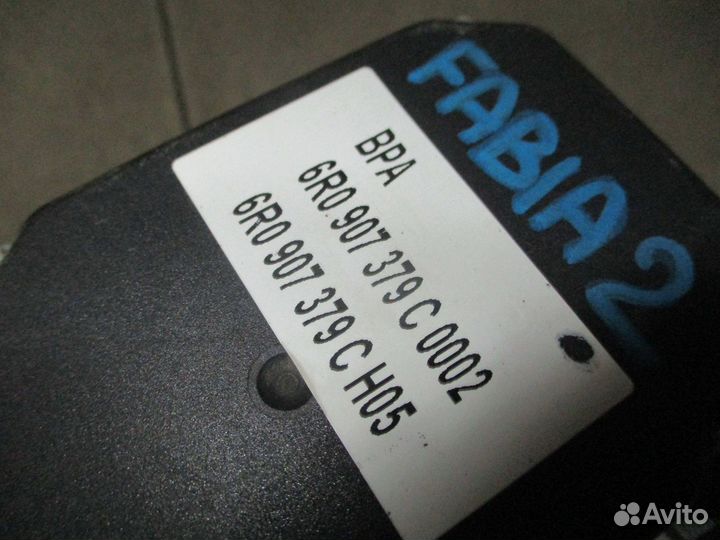 FABIA 2
BPA
6R0 907 379 C 0002
6R0 907 379 C H05
Avito